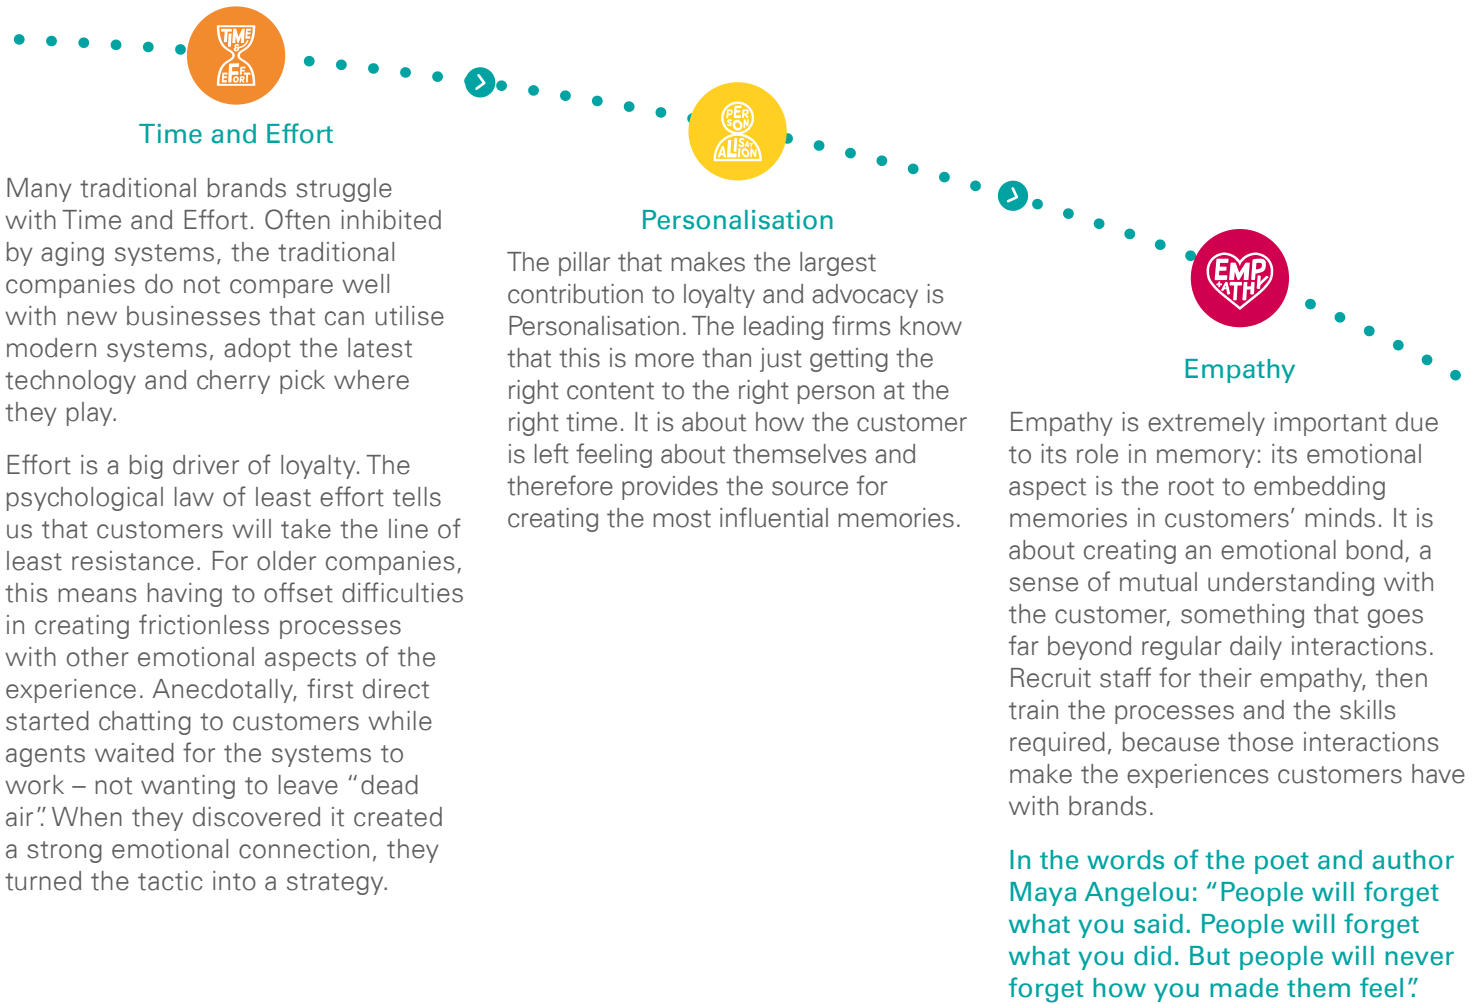 TIME
&
EFFORT
Time and Effort
Many traditional brands struggle
with Time and Effort. Often inhibited
by aging systems, the traditional
companies do not compare well
with new businesses that can utilise
modern systems, adopt the latest
technology and cherry pick where
they play.
Effort is a big driver of loyalty. The
psychological law of least effort tells
us that customers will take the line of
least resistance. For older companies,
this means having to offset difficulties
in creating frictionless processes
with other emotional aspects of the
experience. Anecdotally, first direct
started chatting to customers while
agents waited for the systems to
work – not wanting to leave “dead
air”. When they discovered it created
a strong emotional connection, they
turned the tactic into a strategy.
PER
SON
ALISATION
Personalisation
The pillar that makes the largest
contribution to loyalty and advocacy is
Personalisation. The leading firms know
that this is more than just getting the
right content to the right person at the
right time. It is about how the customer
is left feeling about themselves and
therefore provides the source for
creating the most influential memories.
EMP
ATHY
Empathy
Empathy is extremely important due
to its role in memory: its emotional
aspect is the root to embedding
memories in customers’ minds. It is
about creating an emotional bond, a
sense of mutual understanding with
the customer, something that goes
far beyond regular daily interactions.
Recruit staff for their empathy, then
train the processes and the skills
required, because those interactions
make the experiences customers have
with brands.
In the words of the poet and author
Maya Angelou: “People will forget
what you said. People will forget
what you did. But people will never
forget how you made them feel”.